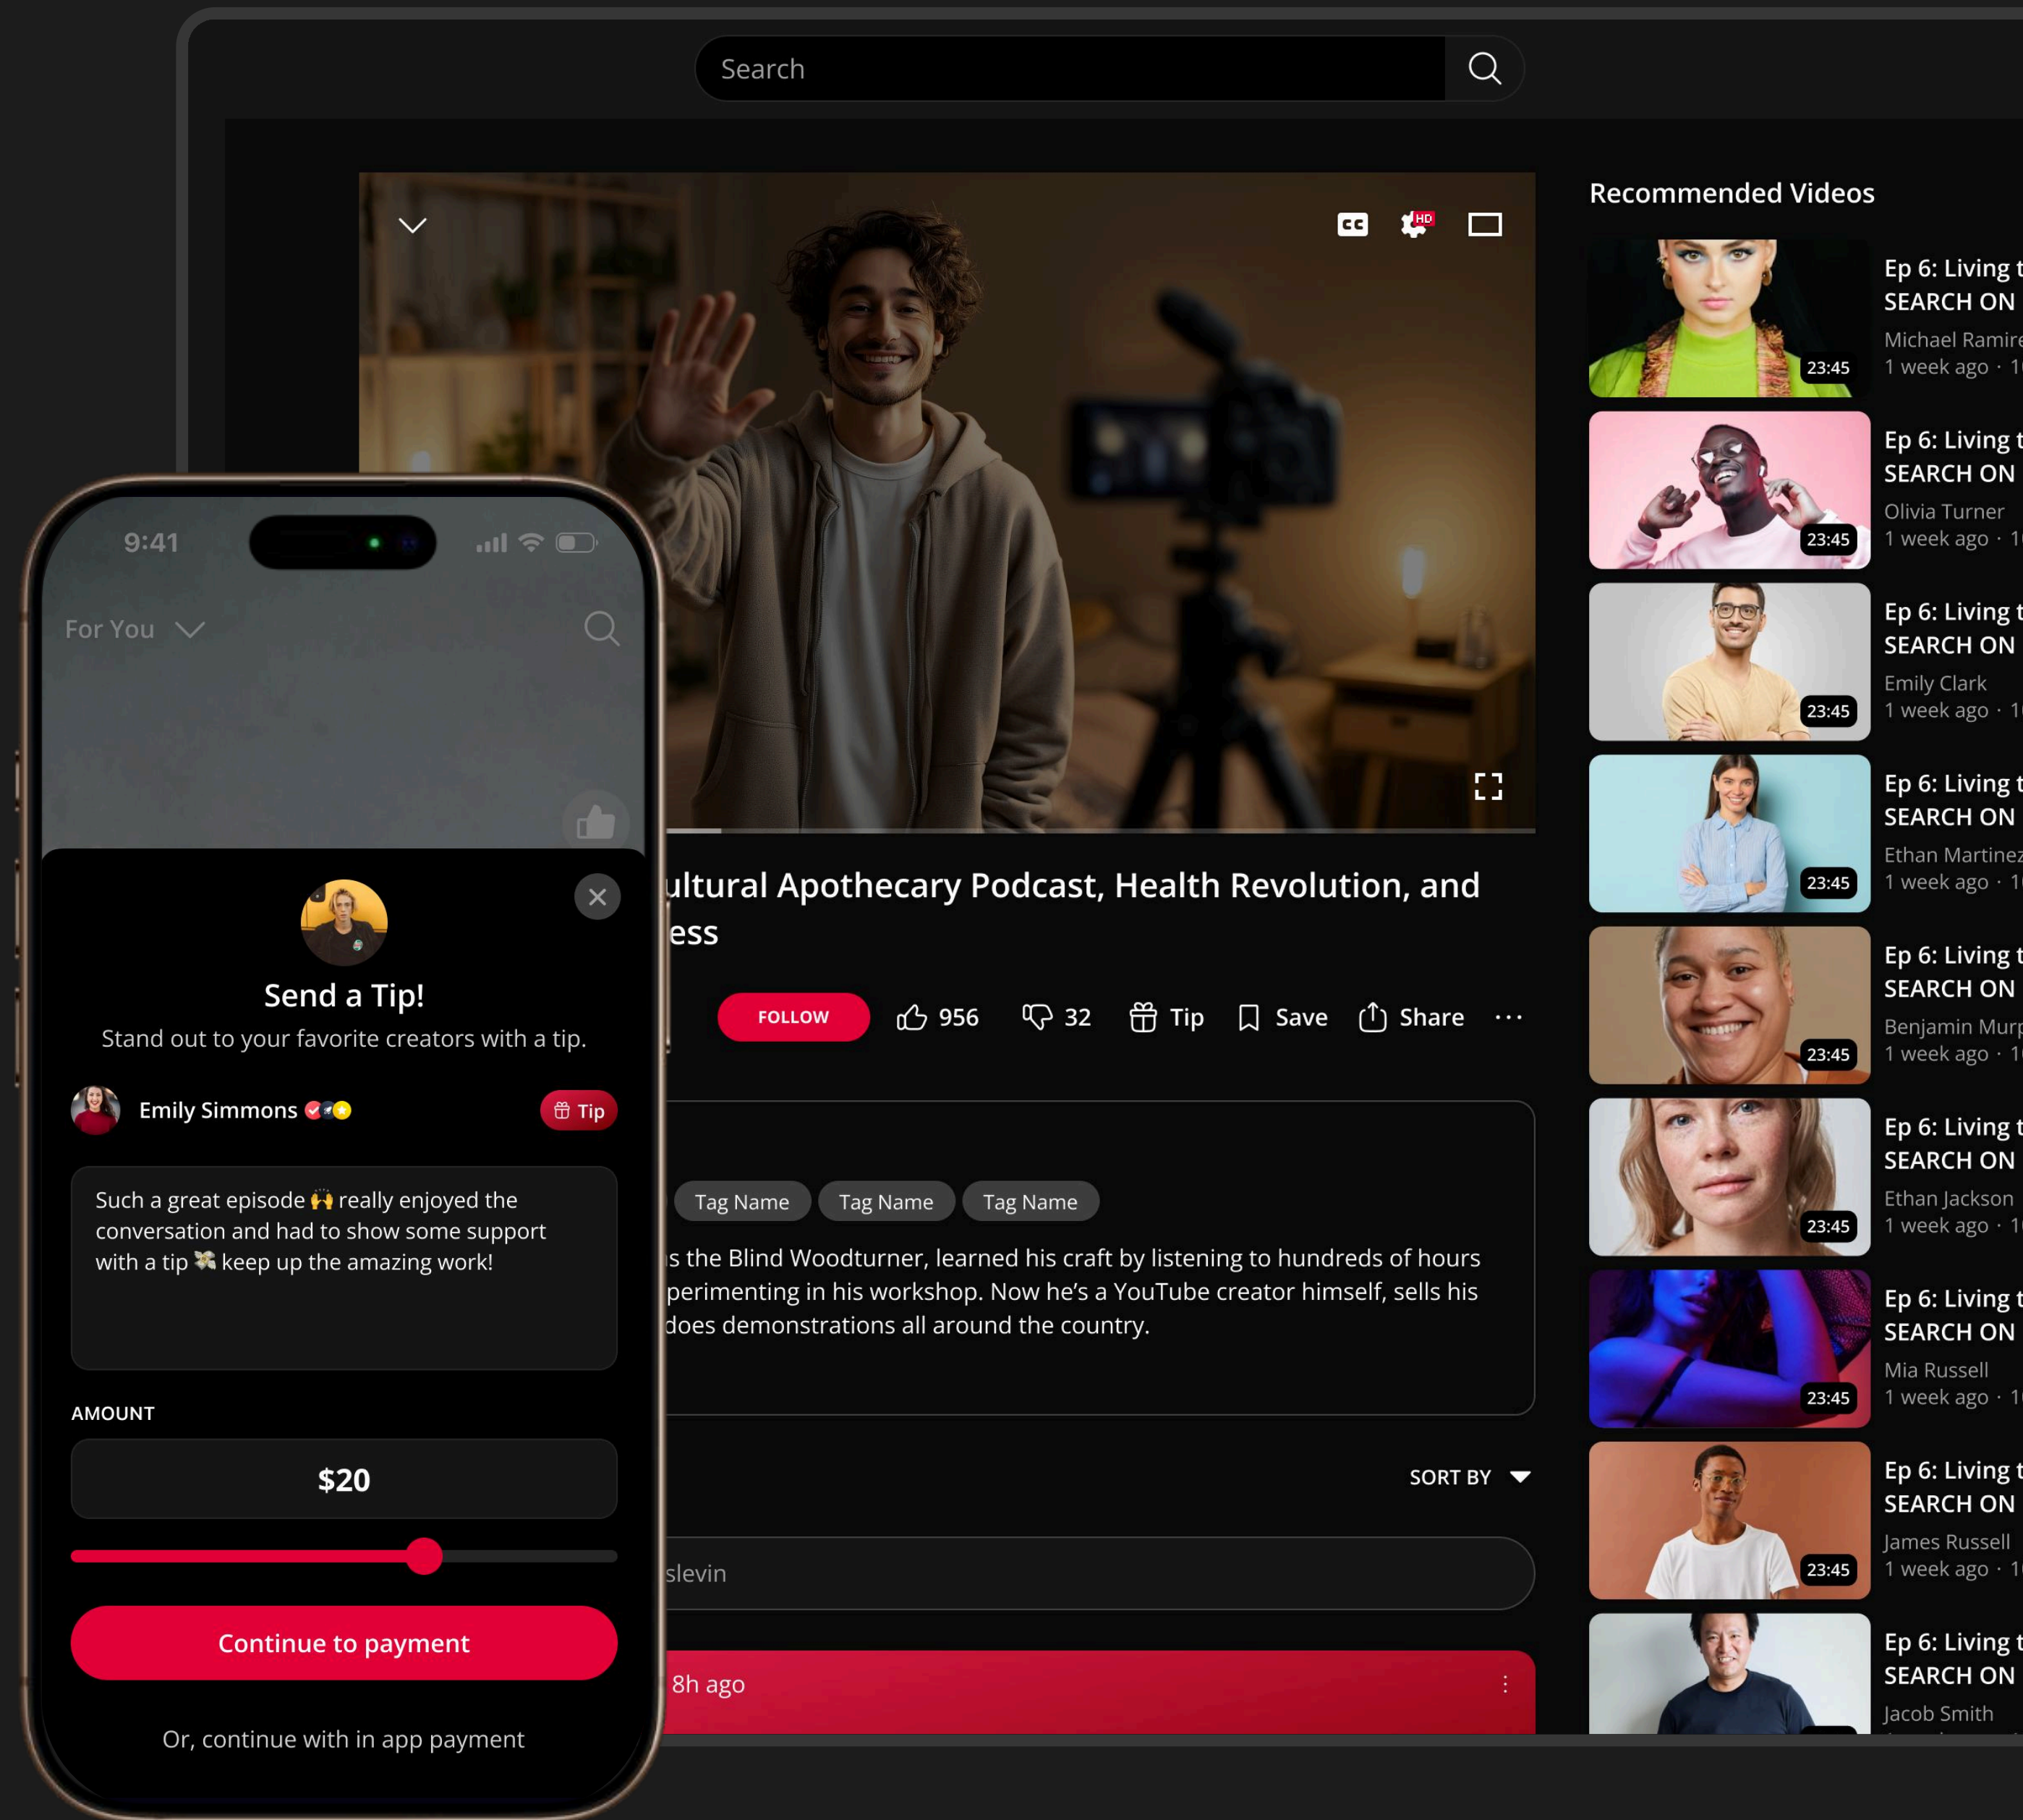 Search
CC
HD
Recommended Videos
Ep 6: Living t
SEARCH ON
Michael Ramire
23:45
1 week ago · 1
Ep 6: Living t
SEARCH ON
Olivia Turner
23:45
1 week ago · 1
Ep 6: Living t
SEARCH ON
Emily Clark
23:45
1 week ago · 1
Ep 6: Living t
SEARCH ON
Ethan Martinez
23:45
1 week ago · 1
Ep 6: Living t
SEARCH ON
Benjamin Murp
23:45
1 week ago · 1
Ep 6: Living t
SEARCH ON
Ethan Jackson
23:45
1 week ago · 1
Ep 6: Living t
SEARCH ON
Mia Russell
23:45
1 week ago · 1
Ep 6: Living t
SEARCH ON
James Russell
23:45
1 week ago · 1
Ep 6: Living t
SEARCH ON
Jacob Smith
ultural Apothecary Podcast, Health Revolution, and
ess
FOLLOW 956 32 Tip Save Share
Tag Name Tag Name Tag Name
s the Blind Woodturner, learned his craft by listening to hundreds of hours
perimenting in his workshop. Now he's a YouTube creator himself, sells his
does demonstrations all around the country.
SORT BY
slevin
8h ago
9:41
For You
Send a Tip!
Stand out to your favorite creators with a tip.
Emily Simmons
Tip
Such a great episode 🙌 really enjoyed the
conversation and had to show some support
with a tip 💸 keep up the amazing work!
AMOUNT
$20
Continue to payment
Or, continue with in app payment